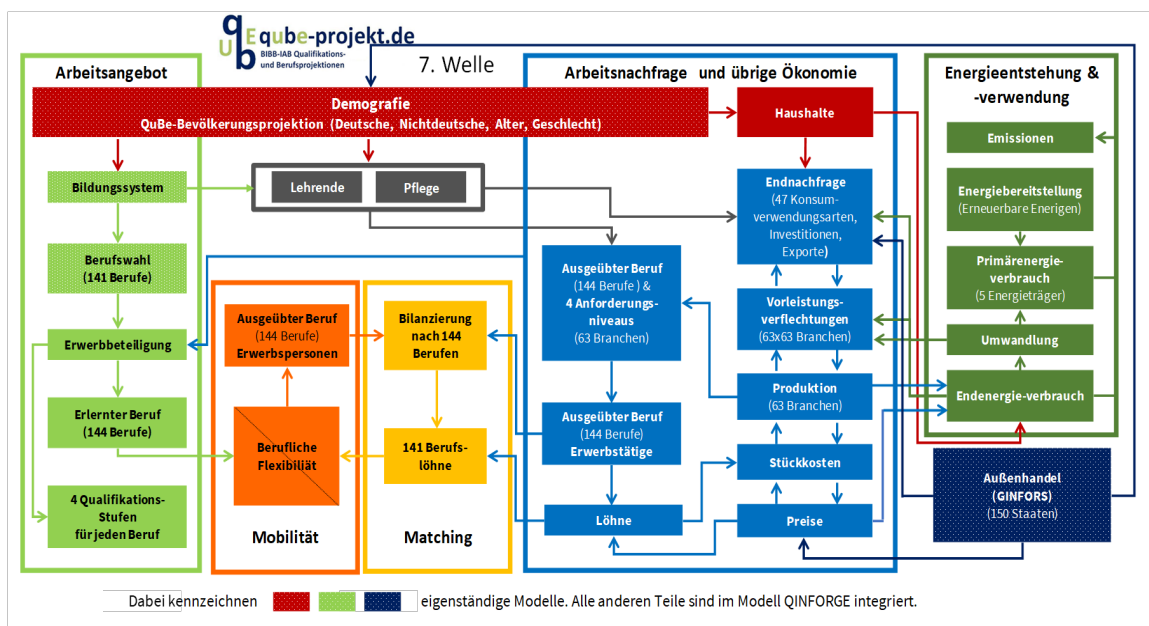 qube-projekt.de
BIBB-IAB Qualifikations-
und Berufsprojektionen
7. Welle
Arbeitsangebot
Arbeitsnachfrage und übrige Ökonomie
Energieentstehung &
-verwendung
Demografie
QuBe-Bevölkerungsprojektion (Deutsche, Nichtdeutsche, Alter, Geschlecht)
Haushalte
Bildungssystem
Berufswahl
(141 Berufe)
Erwerbbeteiligung
Erlernter Beruf
(144 Berufe)
4 Qualifikations-
Stufen
für jeden Beruf
Lehrende
Pflege
Ausgeübter Beruf
(144 Berufe)
Erwerbspersonen
Berufliche
Flexibiliät
Mobilität
Bilanzierung
nach 144
Berufen
141 Berufs-
löhne
Matching
Ausgeübter Beruf
(144 Berufe ) &
4 Anforderungs-
niveaus
(63 Branchen)
Ausgeübter Beruf
(144 Berufe)
Erwerbstätige
Löhne
Endnachfrage
(47 Konsum-
verwendungsarten,
Investitionen,
Exporte)
Vorleistungs-
verflechtungen
(63x63 Branchen)
Produktion
(63 Branchen)
Stückkosten
Preise
Emissionen
Energiebereitstellung
(Erneuerbare Enerigen)
Primärenergie-
verbrauch
(5 Energieträger)
Umwandlung
Endenergie-verbrauch
Außenhandel
(GINFORS)
(150 Staaten)
Dabei kennzeichnen eigenständige Modelle. Alle anderen Teile sind im Modell QINFORGE integriert.